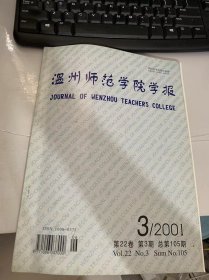 温州师范学院学报
JOURNAL OF WENZHOU TEACHERS COLLEGE
3/2001
第22卷 第3期 总第105期
Vol.22 No.3 Sum No.105